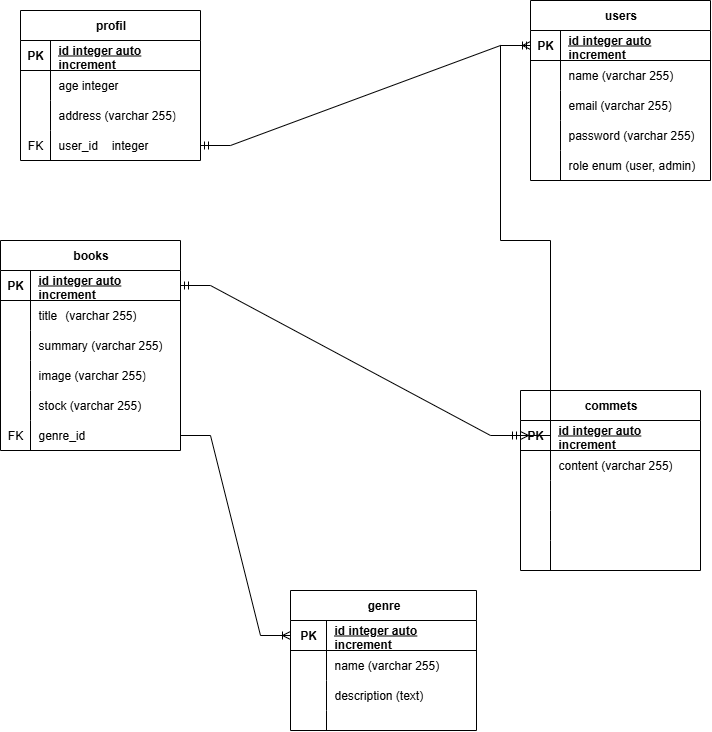 profil
PK
id integer auto
increment
age integer
address (varchar 255)
FK
user_id integer
users
PK
id integer auto
increment
name (varchar 255)
email (varchar 255)
password (varchar 255)
role enum (user, admin)
books
PK
id integer auto
increment
title (varchar 255)
summary (varchar 255)
image (varchar 255)
stock (varchar 255)
FK
genre_id
commets
PK
id integer auto
increment
content (varchar 255)
genre
PK
id integer auto
increment
name (varchar 255)
description (text)